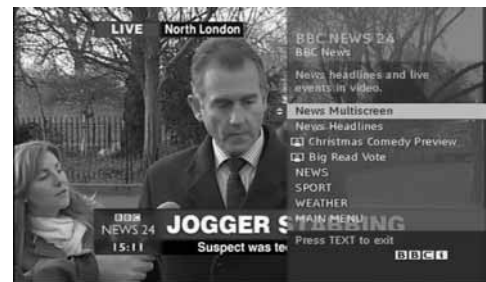 LIVE North London
BBC NEWS 24
BBC News
News headlines and live
events in video.
News Multiscreen
News Headlines
Christmas Comedy Preview
Big Read Vote
NEWS
SPORT
WEATHER
MAIN MENU
Press TEXT to exit
BBC 1
BBC
NEWS 24
15:11
JOGGER STABBING
Suspect was